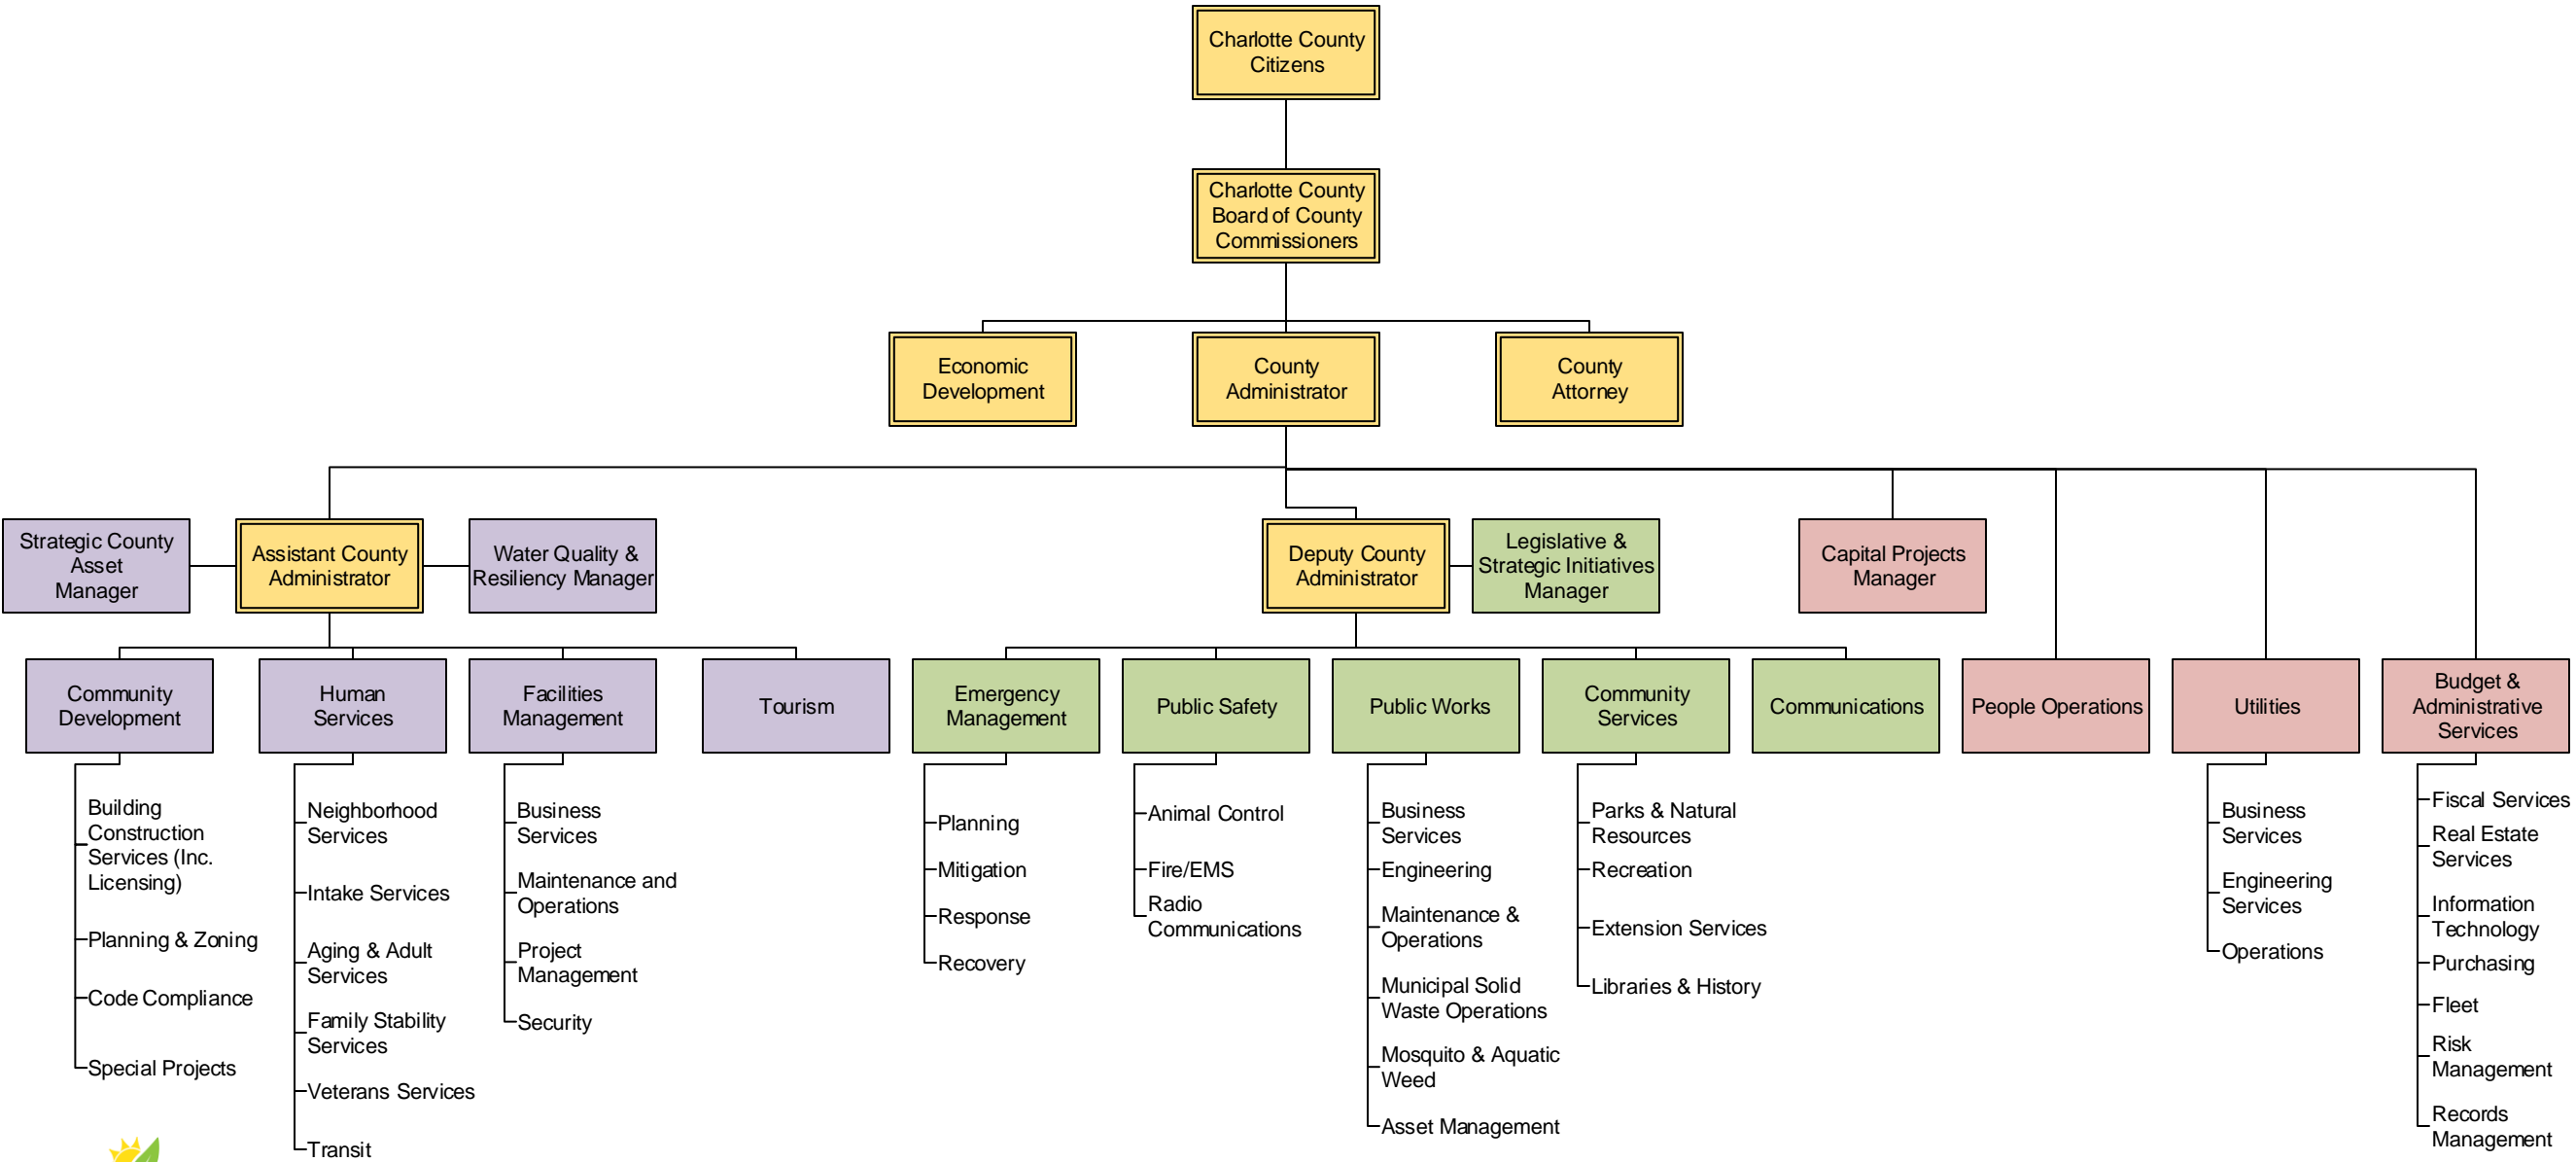 Charlotte County
Citizens
Charlotte County
Board of County
Commissioners
Economic
Development
County
Administrator
County
Attorney
Strategic County
Asset
Manager
Assistant County
Administrator
Water Quality &
Resiliency Manager
Deputy County
Administrator
Legislative &
Strategic Initiatives
Manager
Capital Projects
Manager
Community
Development
Human
Services
Facilities
Management
Tourism
Emergency
Management
Public Safety
Public Works
Community
Services
Communications
People Operations
Utilities
Budget &
Administrative
Services
Building
Construction
Services (Inc.
Licensing)
Planning & Zoning
Code Compliance
Special Projects
Neighborhood
Services
Intake Services
Aging & Adult
Services
Family Stability
Services
Veterans Services
Transit
Business
Services
Maintenance and
Operations
Project
Management
Security
Planning
Mitigation
Response
Recovery
Animal Control
Fire/EMS
Radio
Communications
Business
Services
Engineering
Maintenance &
Operations
Municipal Solid
Waste Operations
Mosquito & Aquatic
Weed
Asset Management
Parks & Natural
Resources
Recreation
Extension Services
Libraries & History
Business
Services
Engineering
Services
Operations
Fiscal Services
Real Estate
Services
Information
Technology
Purchasing
Fleet
Risk
Management
Records
Management